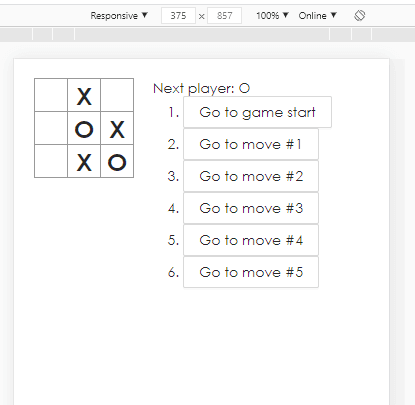 Responsive ▼ 375 x 857 100% ▼ Online ▼
X
O X
X O
Next player: O
1. Go to game start
2. Go to move #1
3. Go to move #2
4. Go to move #3
5. Go to move #4
6. Go to move #5